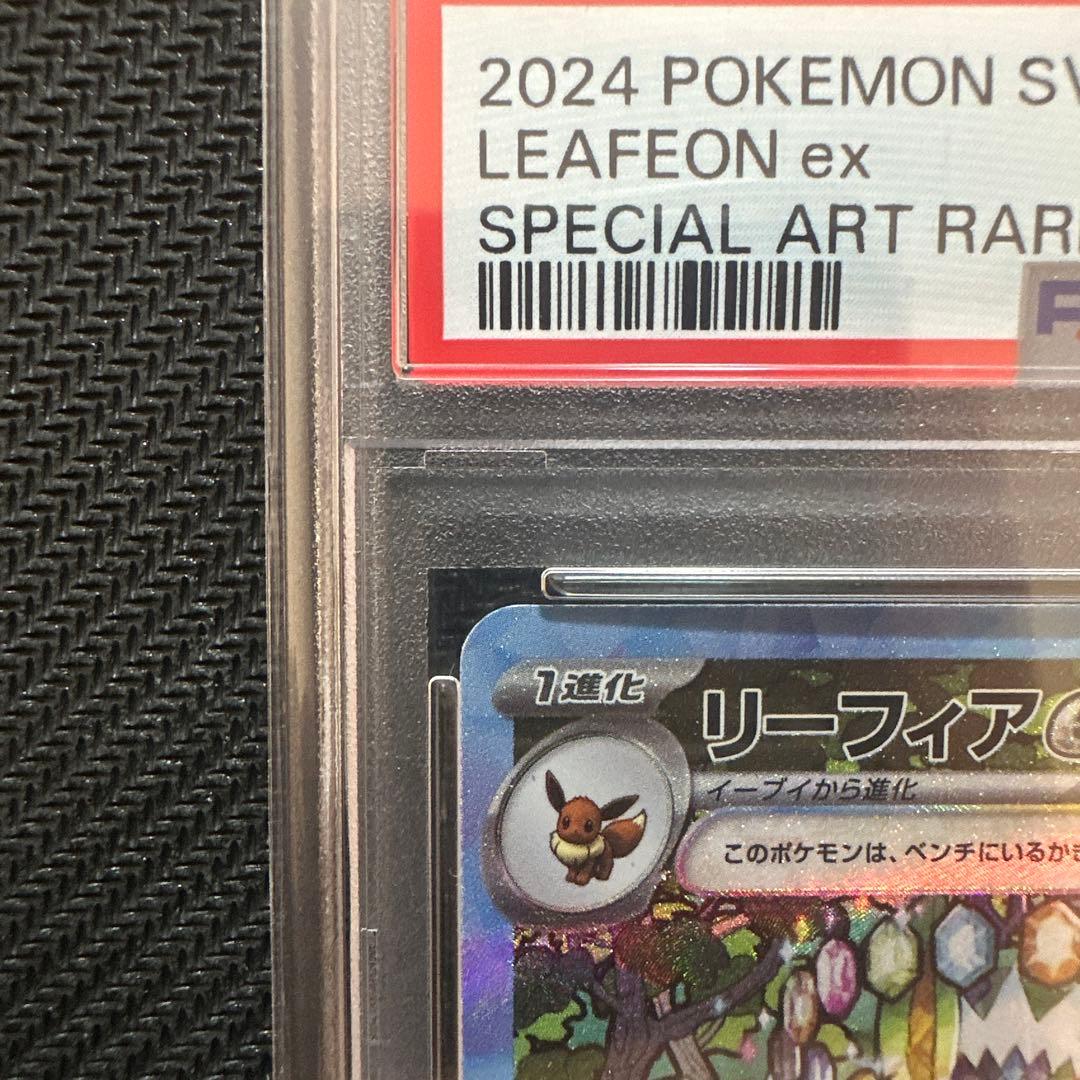 2024 POKEMON SV
LEAFEON ex
SPECIAL ART RAR
1進化
リーフィア
イーブイから進化
このポケモンは、ベンチにいるか